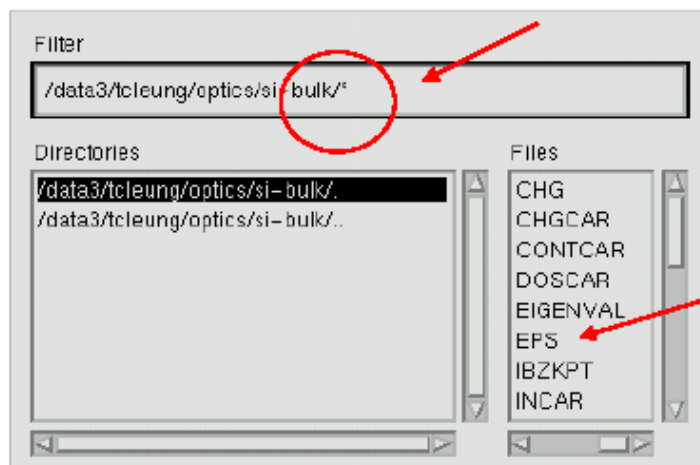 Filter
/data3/tcleung/optics/si-bulk/*
Directories
/data3/tcleung/optics/si-bulk/.
/data3/tcleung/optics/si-bulk/..
Files
CHG
CHGCAR
CONTCAR
DOSCAR
EIGENVAL
EPS
IBZKPT
INCAR